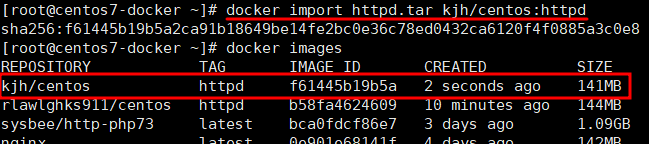 [root@centos7-docker ~]# docker import httpd.tar kjh/centos:httpd
sha256:f61445b19b5a2ca91b18649be14fe2bc0e36c78ed0432ca6120f4f0885a3c0e8
[root@centos7-docker ~]# docker images
REPOSITORY TAG IMAGE ID CREATED SIZE
kjh/centos httpd f61445b19b5a 2 seconds ago 141MB
rlawlghks911/centos httpd b58fa4624609 10 minutes ago 144MB
sysbee/http-php73 latest bca0fdcf86e7 3 days ago 1.09GB
nginx latest 0e901e68141f 4 days ago 142MB